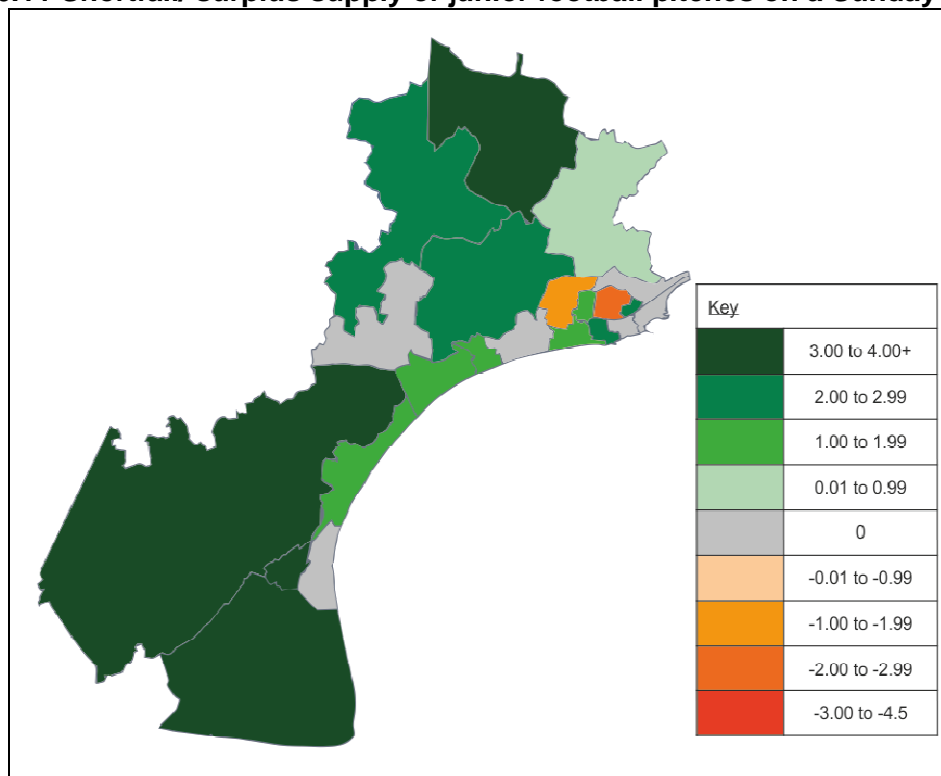 Surplus supply of junior football pitches on a Sunday
Key
3.00 to 4.00+
2.00 to 2.99
1.00 to 1.99
0.01 to 0.99
0
-0.01 to -0.99
-1.00 to -1.99
-2.00 to -2.99
-3.00 to -4.5